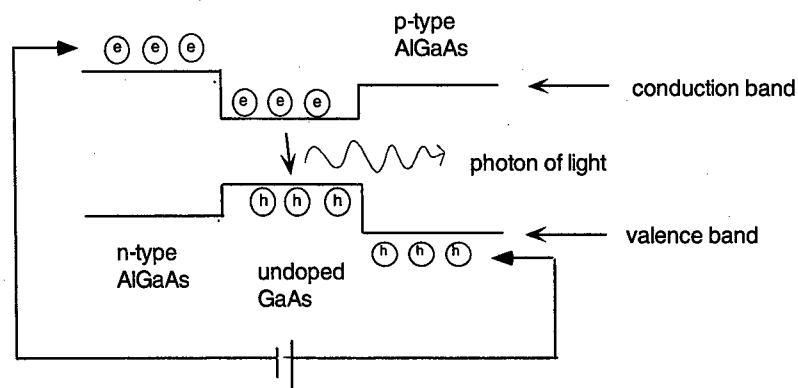 p-type
AlGaAs
e e e
e e e
conduction band
photon of light
h h h
valence band
h h h
n-type
AlGaAs
undoped
GaAs